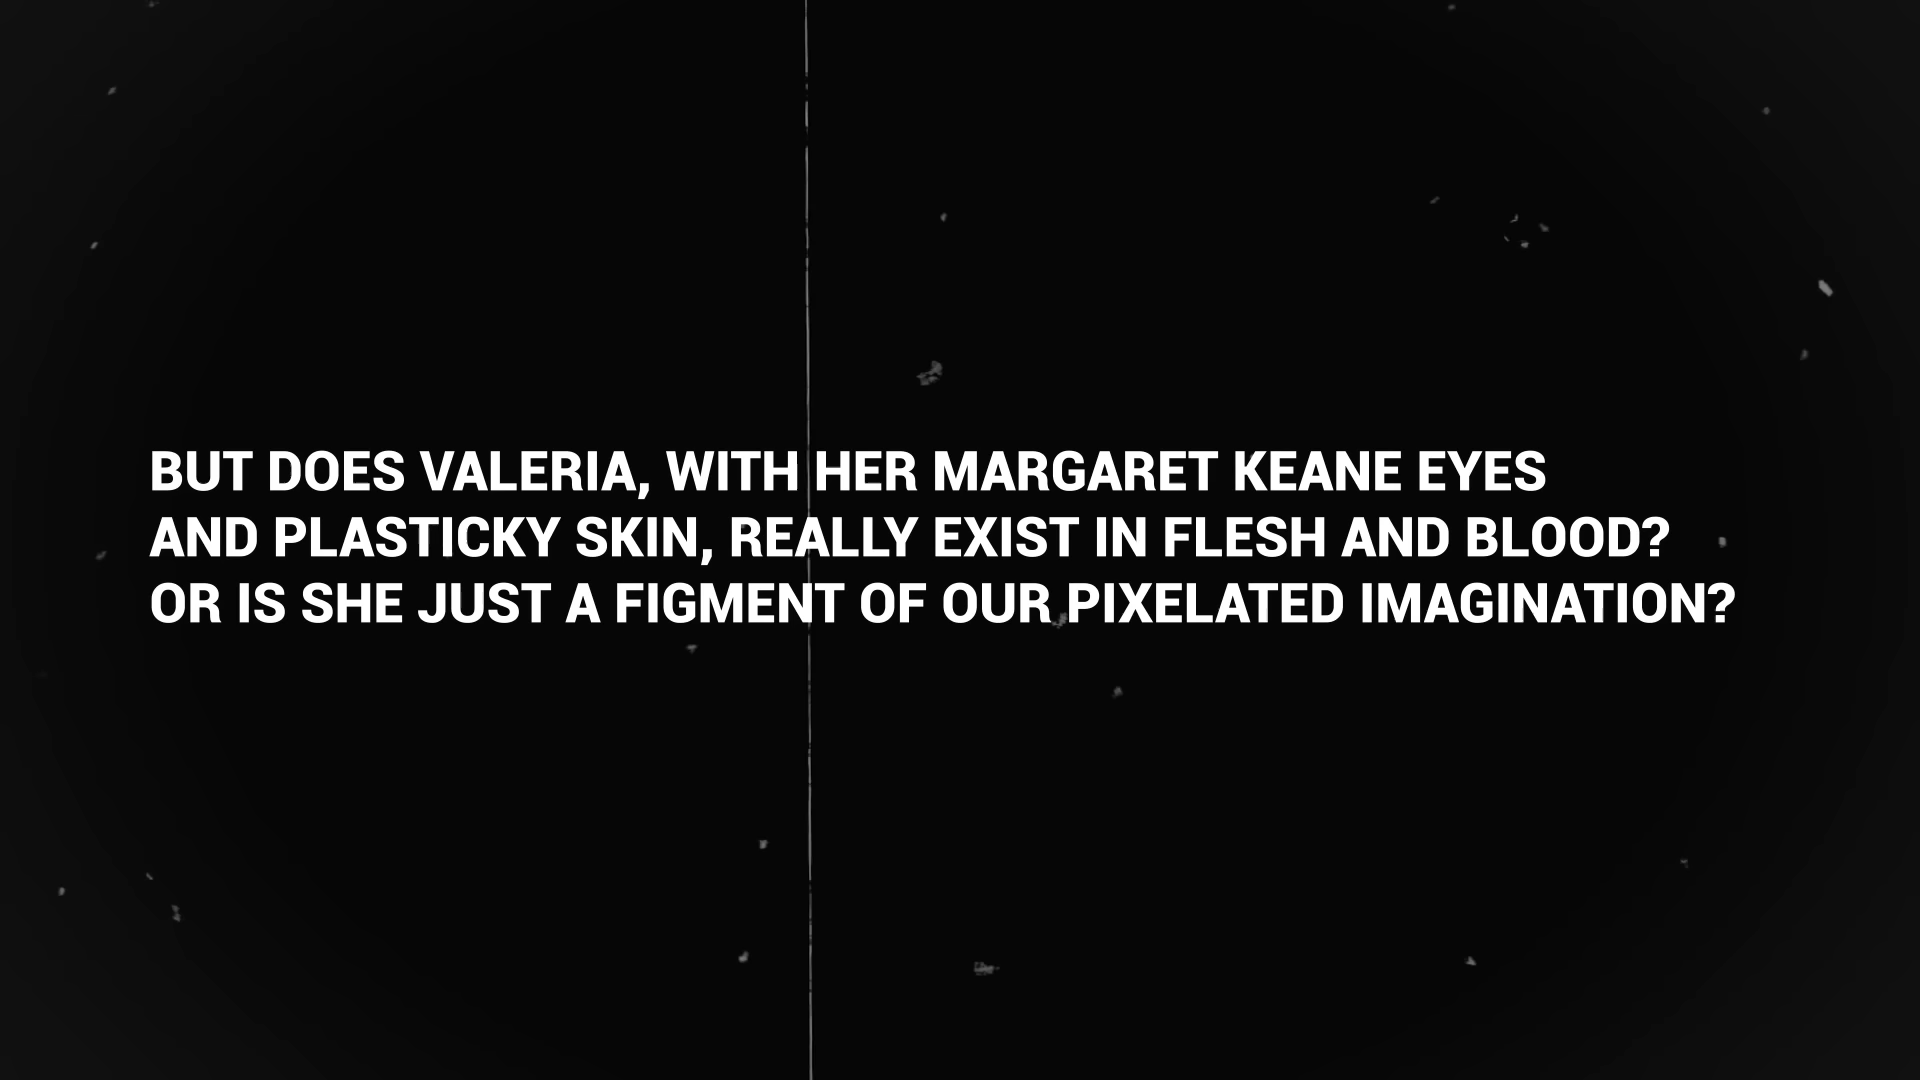 BUT DOES VALERIA, WITH HER MARGARET KEANE EYES
AND PLASTICKY SKIN, REALLY EXIST IN FLESH AND BLOOD?
OR IS SHE JUST A FIGMENT OF OUR PIXELATED IMAGINATION?